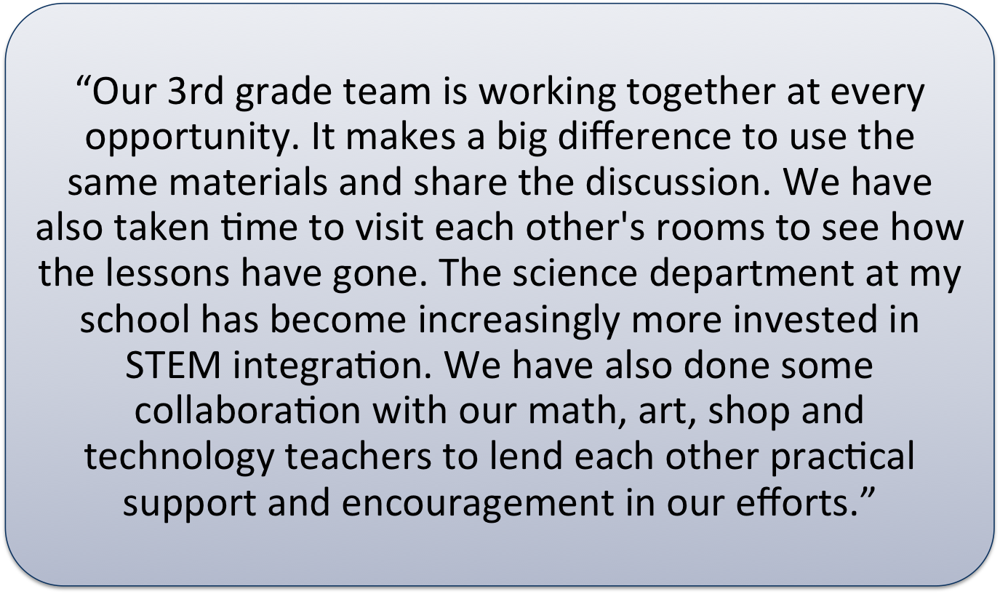 “Our 3rd grade team is working together at every
opportunity. It makes a big difference to use the
same materials and share the discussion. We have
also taken time to visit each other's rooms to see how
the lessons have gone. The science department at my
school has become increasingly more invested in
STEM integration. We have also done some
collaboration with our math, art, shop and
technology teachers to lend each other practical
support and encouragement in our efforts.”